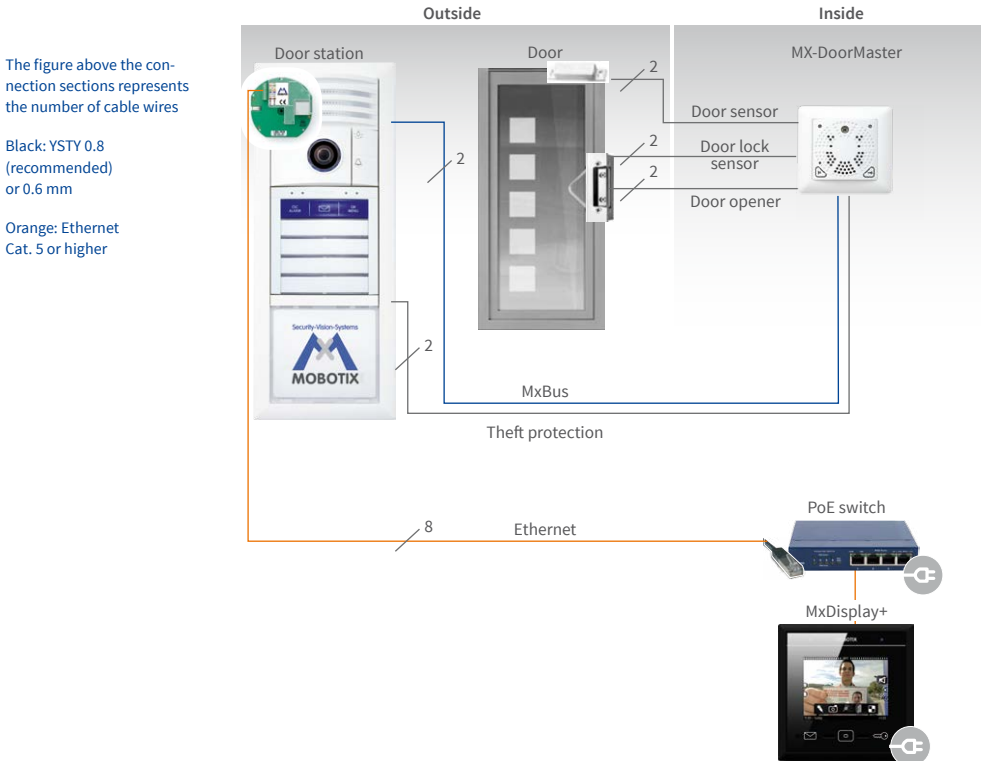 Outside
Inside
The figure above the con-
nection sections represents
the number of cable wires
Black: YSTY 0.8
(recommended)
or 0.6 mm
Orange: Ethernet
Cat. 5 or higher
Door station
Door
MX-DoorMaster
2
Door sensor
2
Door lock
sensor
2
Door opener
2
Security-Vision-Systems
MOBOTIX
2
MxBus
Theft protection
PoE switch
8
Ethernet
MxDisplay+
MOBOTIX